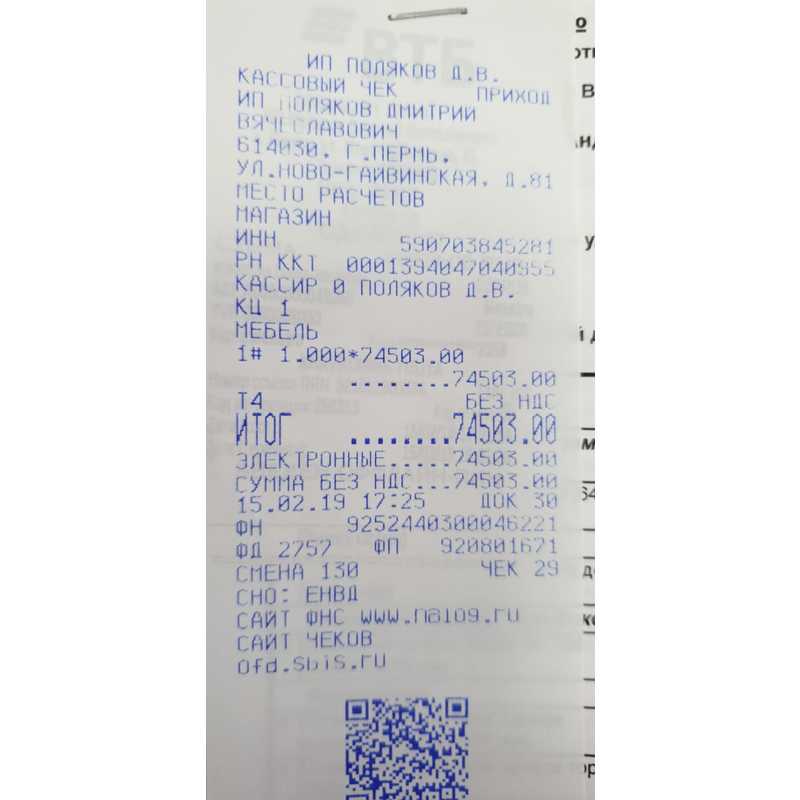 ИП ПОЛЯКОВ Д.В.
КАССОВЫЙ ЧЕК ПРИХОД
ИП ПОЛЯКОВ ДМИТРИЙ
ВЯЧЕСЛАВОВИЧ
614030, Г.ПЕРМЬ,
УЛ.НОВО-ГАЙВИНСКАЯ, Д.81
МЕСТО РАСЧЕТОВ
МАГАЗИН
ИНН 590703845281
РН ККТ 0001394047040955
КАССИР 0 ПОЛЯКОВ Д.В.
КЦ 1
МЕБЕЛЬ
1# 1.000*74503.00
........74503.00
Т4 БЕЗ НДС
ИТОГ ........74503.00
ЭЛЕКТРОННЫЕ.....74503.00
СУММА БЕЗ НДС...74503.00
15.02.19 17:25 ДОК 30
ФН 9252440300046221
ФД 2757 ФП 920801671
СМЕНА 130 ЧЕК 29
СНО: ЕНВД
САЙТ ФНС www.nalog.ru
САЙТ ЧЕКОВ
ofd.sbis.ru